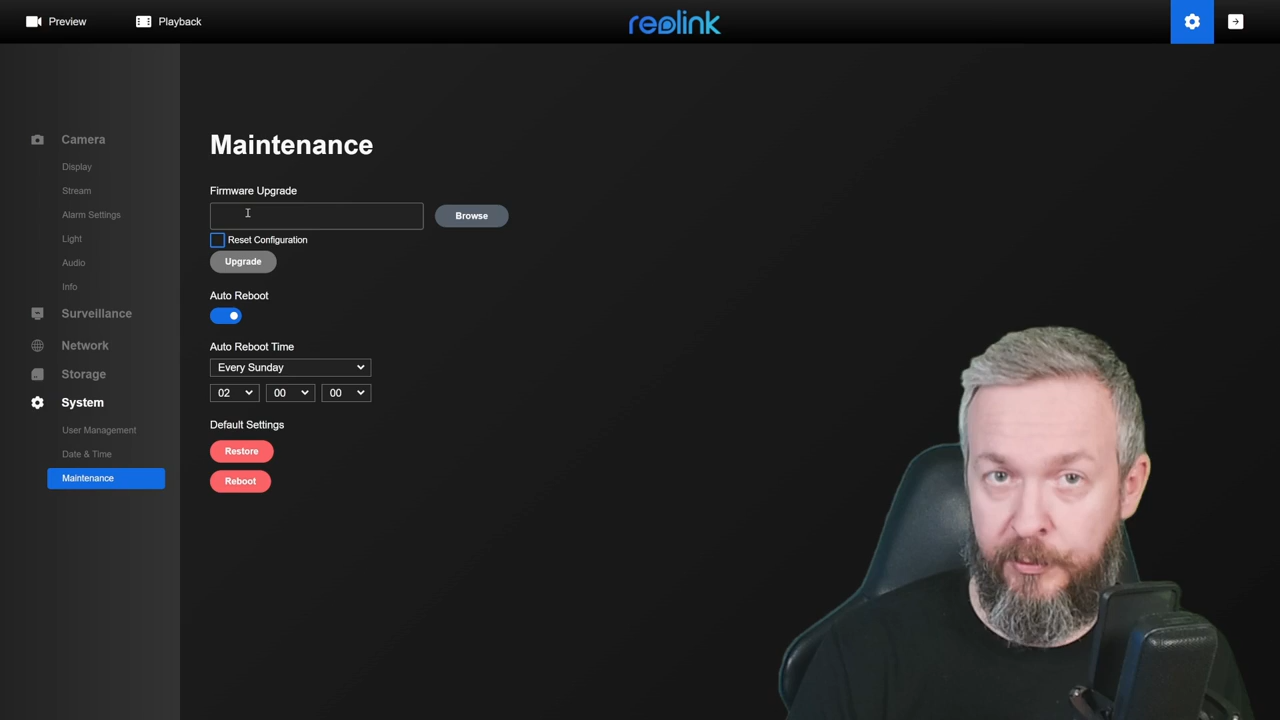 Preview
Playback
reolink
Camera
Display
Stream
Alarm Settings
Light
Audio
Info
Surveillance
Network
Storage
System
User Management
Date & Time
Maintenance
Maintenance
Firmware Upgrade
Browse
Reset Configuration
Upgrade
Auto Reboot
Auto Reboot Time
Every Sunday
02 00 00
Default Settings
Restore
Reboot